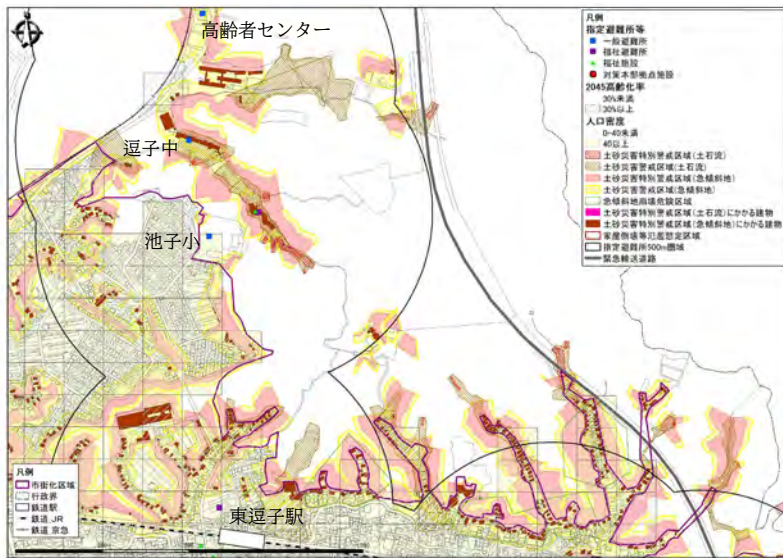 高齢者センター
逗子中
池子小
東逗子駅
凡例
指定避難所等
一般避難所
福祉避難所
福祉施設
対策本部拠点施設
2045高齢化率
30%未満
30%以上
人口密度
0-40未満
40以上
土砂災害特別警戒区域(土石流)
土砂災害警戒区域(土石流)
土砂災害特別警戒区域(急傾斜地)
土砂災害警戒区域(急傾斜地)
急傾斜地崩壊危険区域
土砂災害特別警戒区域(土石流)にかかる建物
土砂災害特別警戒区域(急傾斜地)にかかる建物
家屋倒壊等氾濫想定区域
指定避難所500m圏域
緊急輸送道路
凡例
市街化区域
行政界
鉄道駅
鉄道_JR
鉄道_京急